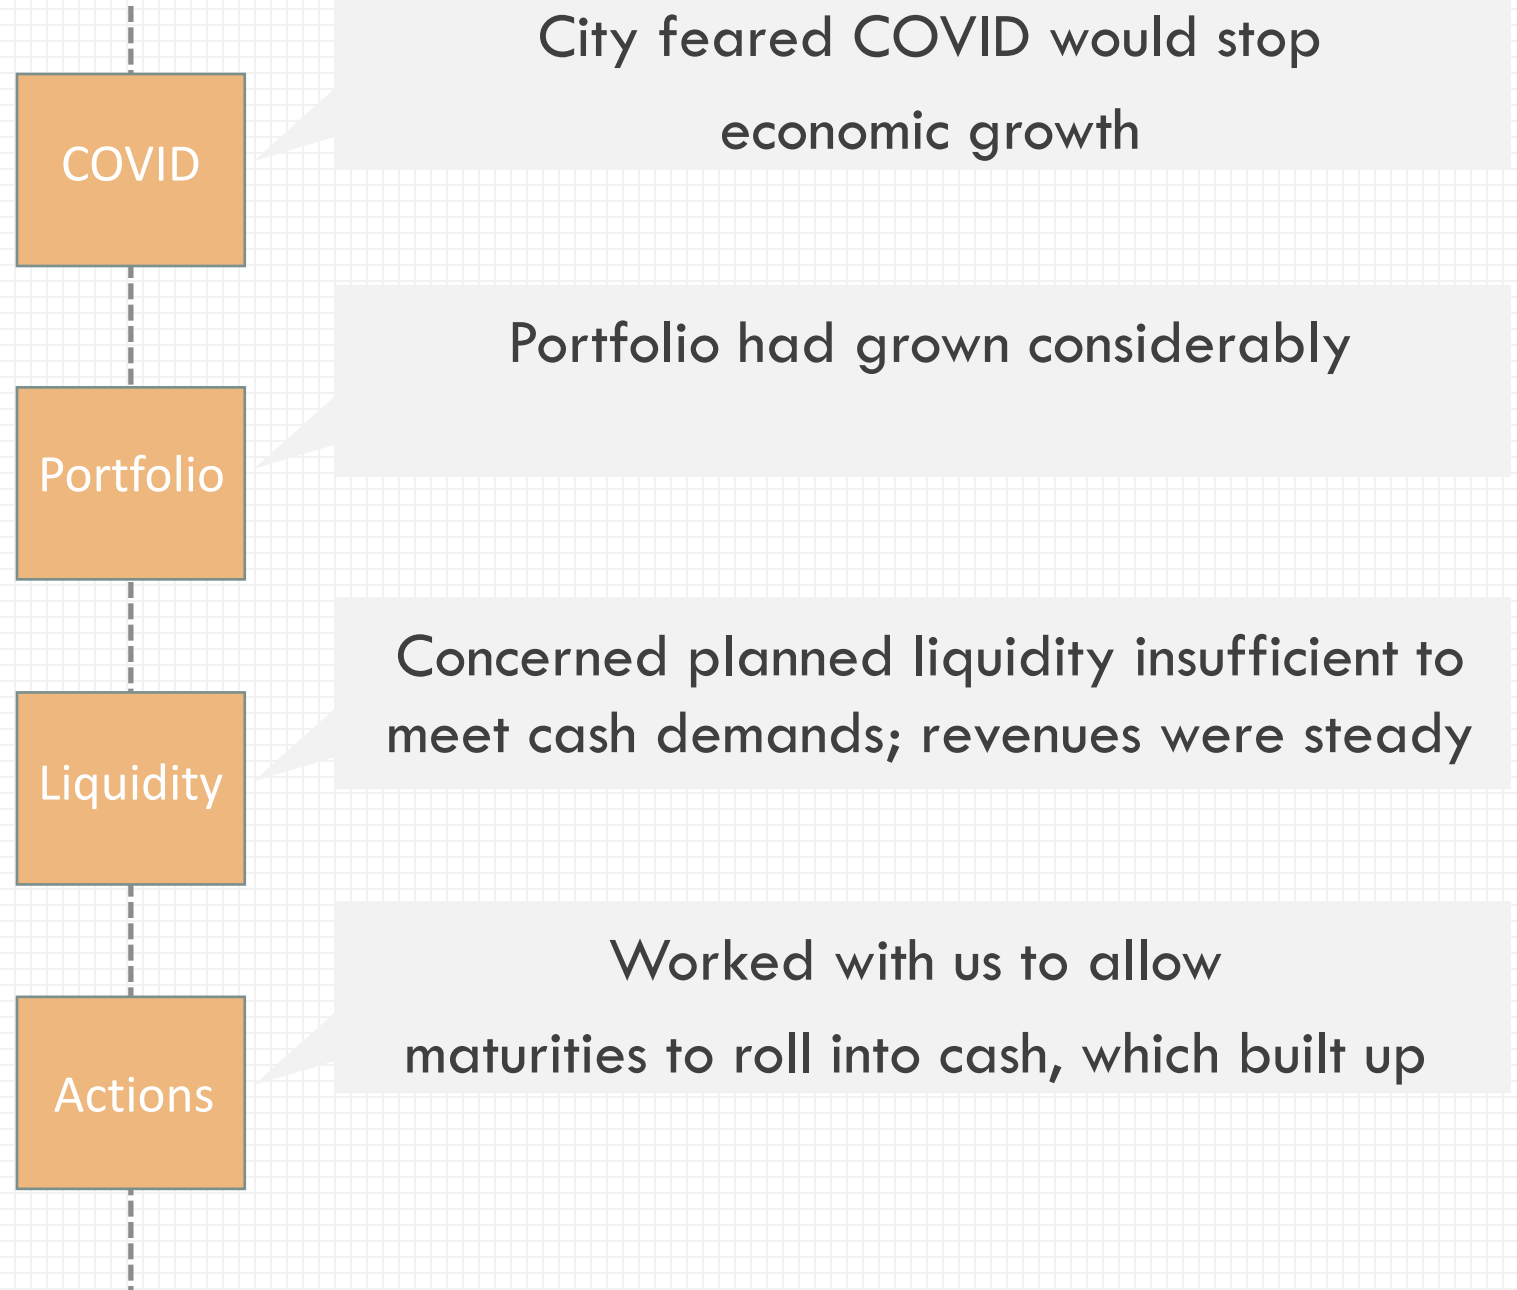 City feared COVID would stop
economic growth
COVID
Portfolio had grown considerably
Portfolio
Concerned planned liquidity insufficient to
meet cash demands; revenues were steady
Liquidity
Worked with us to allow
maturities to roll into cash, which built up
Actions